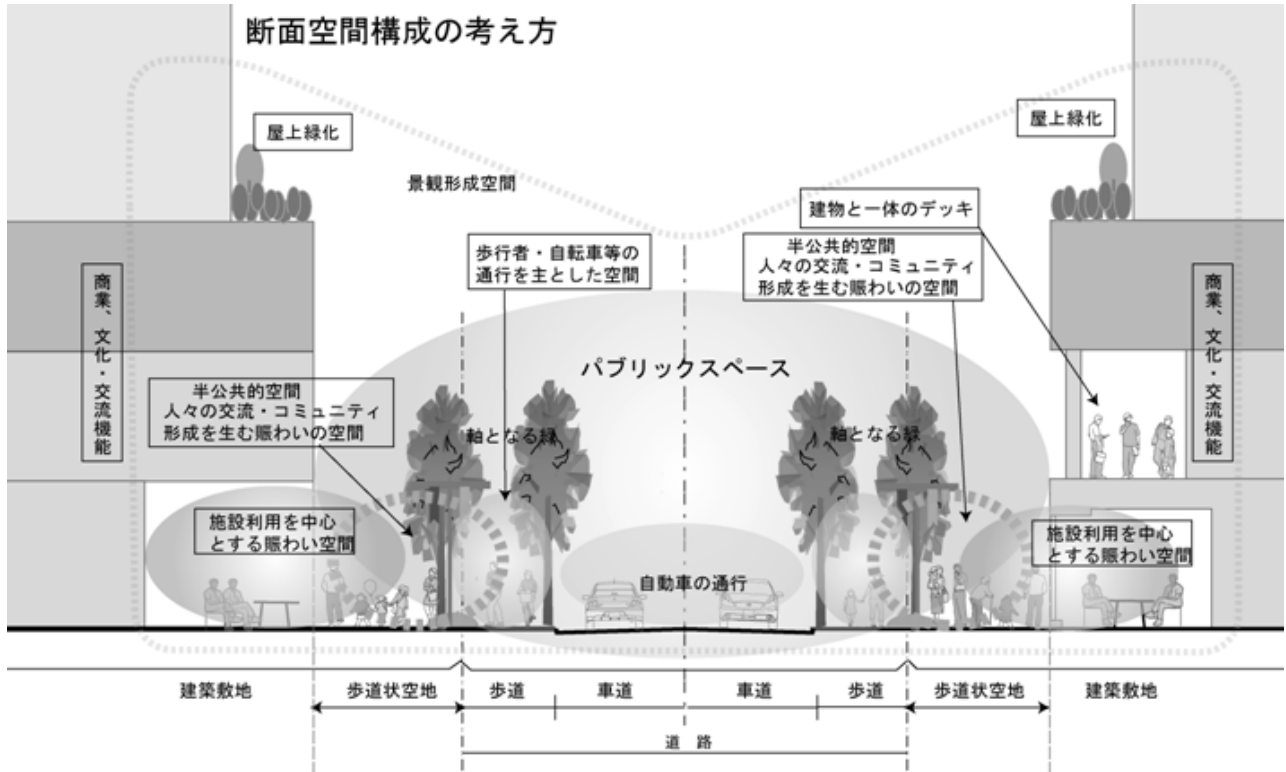 断面空間構成の考え方
屋上緑化
屋上緑化
景観形成空間
建物と一体のデッキ
歩行者・自転車等の
通行を主とした空間
半公共的空間
人々の交流・コミュニティ
形成を生む賑わいの空間
商業、文化・交流機能
商業、文化・交流機能
パブリックスペース
半公共的空間
人々の交流・コミュニティ
形成を生む賑わいの空間
軸となる緑
軸となる緑
施設利用を中心
とする賑わい空間
施設利用を中心
とする賑わい空間
自動車の通行
建築敷地
歩道状空地
歩道
車道
車道
歩道
歩道状空地
建築敷地
道 路